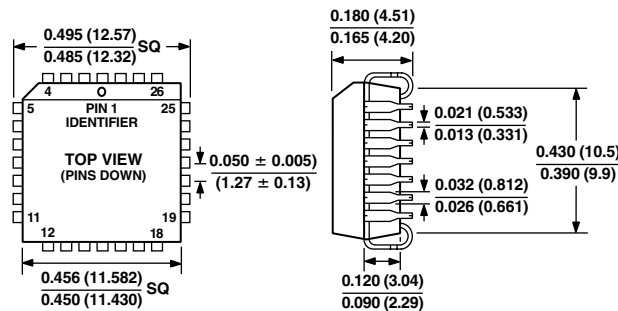 0.495 (12.57)
0.485 (12.32) SQ
0.180 (4.51)
0.165 (4.20)
4
26
5
PIN 1
IDENTIFIER
25
TOP VIEW
(PINS DOWN)
0.050 ± 0.005)
(1.27 ± 0.13)
0.021 (0.533)
0.013 (0.331)
0.430 (10.5)
0.390 (9.9)
0.032 (0.812)
0.026 (0.661)
11
19
12
18
0.456 (11.582)
0.450 (11.430) SQ
0.120 (3.04)
0.090 (2.29)